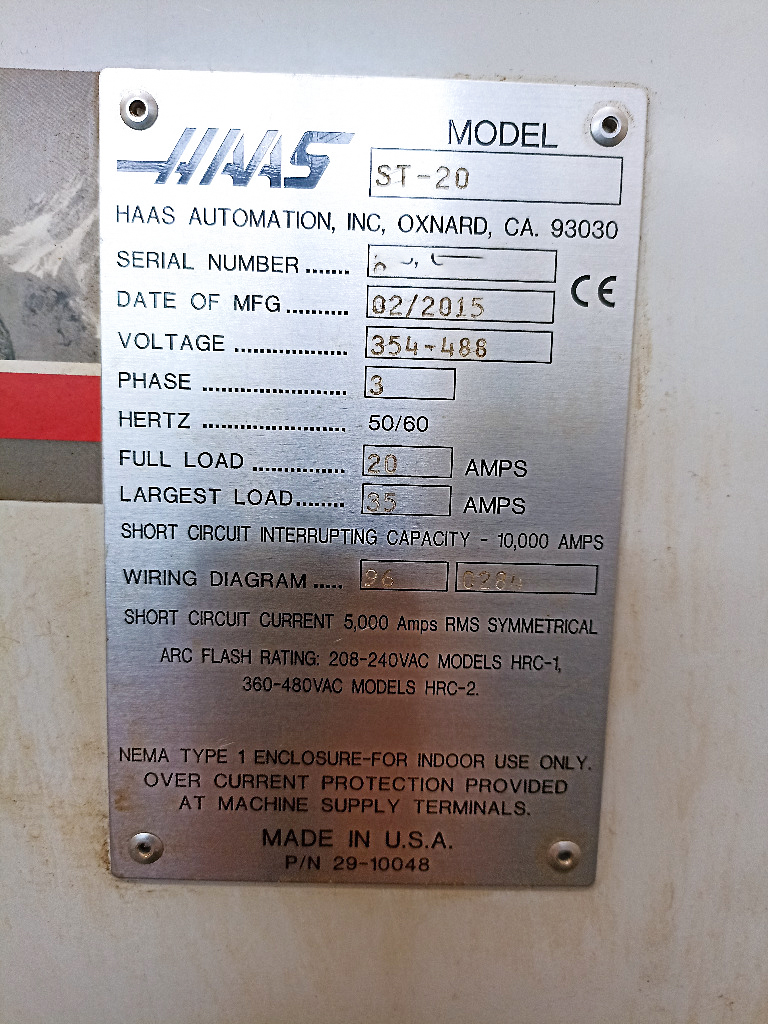 HAAS
MODEL
ST-20
HAAS AUTOMATION, INC, OXNARD, CA. 93030
SERIAL NUMBER .......
CE
DATE OF MFG .......... 02/2015
VOLTAGE .................. 354-488
PHASE ....................... 3
HERTZ ....................... 50/60
FULL LOAD ............... 20 AMPS
LARGEST LOAD........ 35 AMPS
SHORT CIRCUIT INTERRUPTING CAPACITY - 10,000 AMPS
WIRING DIAGRAM ..... 96
SHORT CIRCUIT CURRENT 5,000 Amps RMS SYMMETRICAL
ARC FLASH RATING: 208-240VAC MODELS HRC-1,
360-480VAC MODELS HRC-2.
NEMA TYPE 1 ENCLOSURE-FOR INDOOR USE ONLY.
OVER CURRENT PROTECTION PROVIDED
AT MACHINE SUPPLY TERMINALS.
MADE IN U.S.A.
P/N 29-10048